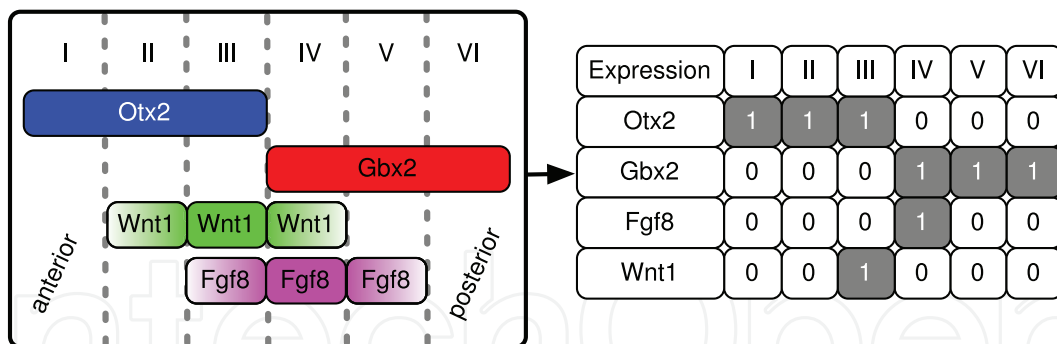 I II III IV V VI
Otx2
Gbx2
Wnt1 Wnt1 Wnt1
Fgf8 Fgf8 Fgf8
anterior
posterior
Expression I II III IV V VI
Otx2 1 1 1 0 0 0
Gbx2 0 0 0 1 1 1
Fgf8 0 0 0 1 0 0
Wnt1 0 0 1 0 0 0